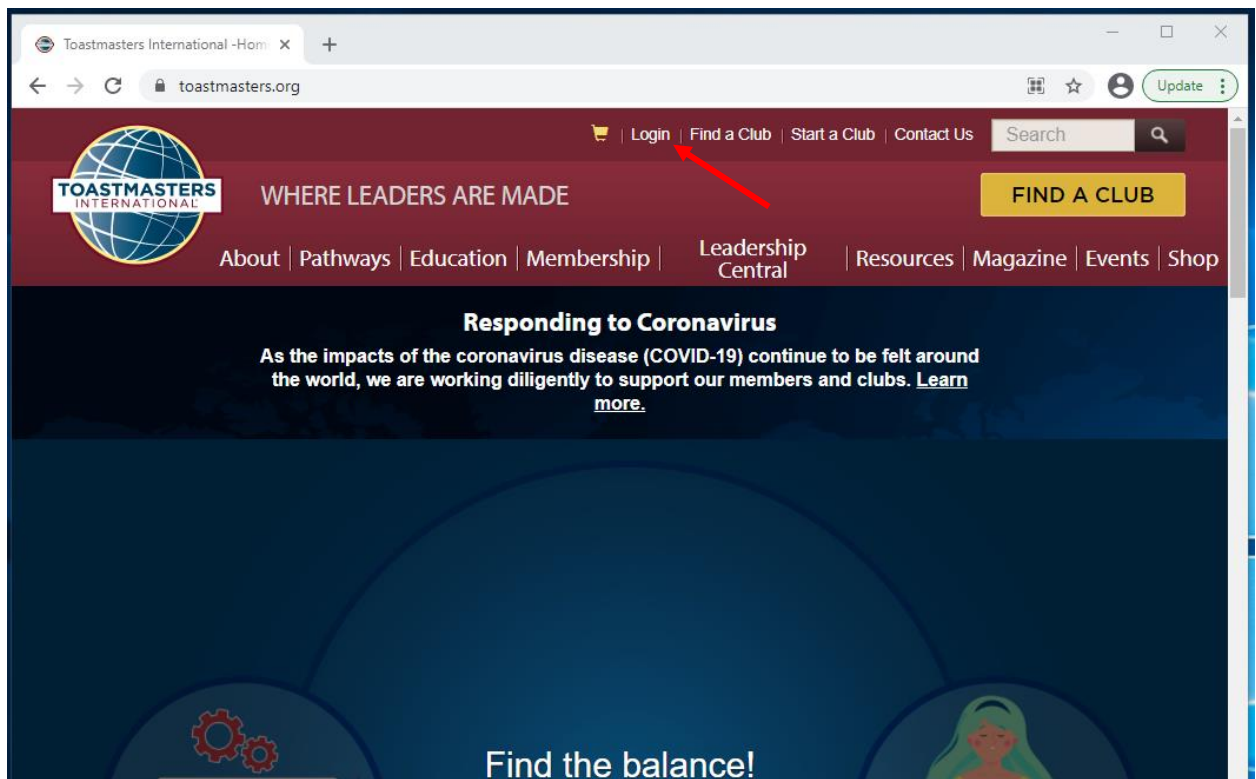 Toastmasters International -Hom
toastmasters.org
Update
Login | Find a Club | Start a Club | Contact Us
Search
TOASTMASTERS
INTERNATIONAL
WHERE LEADERS ARE MADE
FIND A CLUB
About | Pathways | Education | Membership | Leadership Central | Resources | Magazine | Events | Shop
Responding to Coronavirus
As the impacts of the coronavirus disease (COVID-19) continue to be felt around
the world, we are working diligently to support our members and clubs. Learn
more.
Find the balance!